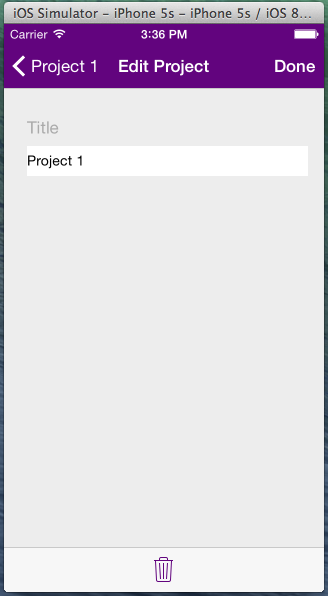 iOS Simulator – iPhone 5s – iPhone 5s / iOS 8...
Carrier 3:36 PM
Project 1 Edit Project Done
Title
Project 1